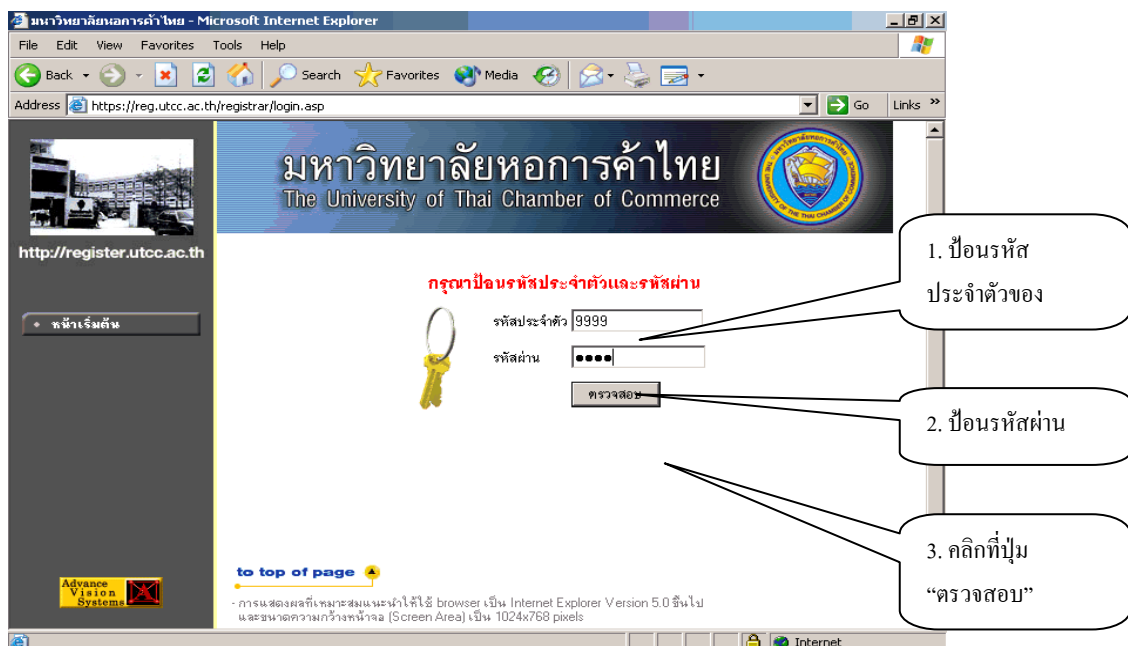 มหาวิทยาลัยหอการค้าไทย - Microsoft Internet Explorer
File Edit View Favorites Tools Help
Back Search Favorites Media
Address https://reg.utcc.ac.th/registrar/login.asp Go Links »
มหาวิทยาลัยหอการค้าไทย
The University of Thai Chamber of Commerce
http://register.utcc.ac.th
หน้าเริ่มต้น
กรุณาป้อนรหัสประจำตัวและรหัสผ่าน
รหัสประจำตัว 9999
รหัสผ่าน ●●●●
ตรวจสอบ
1. ป้อนรหัส
ประจำตัวของ
2. ป้อนรหัสผ่าน
3. คลิกที่ปุ่ม
“ตรวจสอบ”
to top of page
Advance
Vision
Systems
- การแสดงผลที่เหมาะสมแนะนำให้ใช้ browser เป็น Internet Explorer Version 5.0 ขึ้นไป
และขนาดความกว้างหน้าจอ (Screen Area) เป็น 1024x768 pixels
Internet